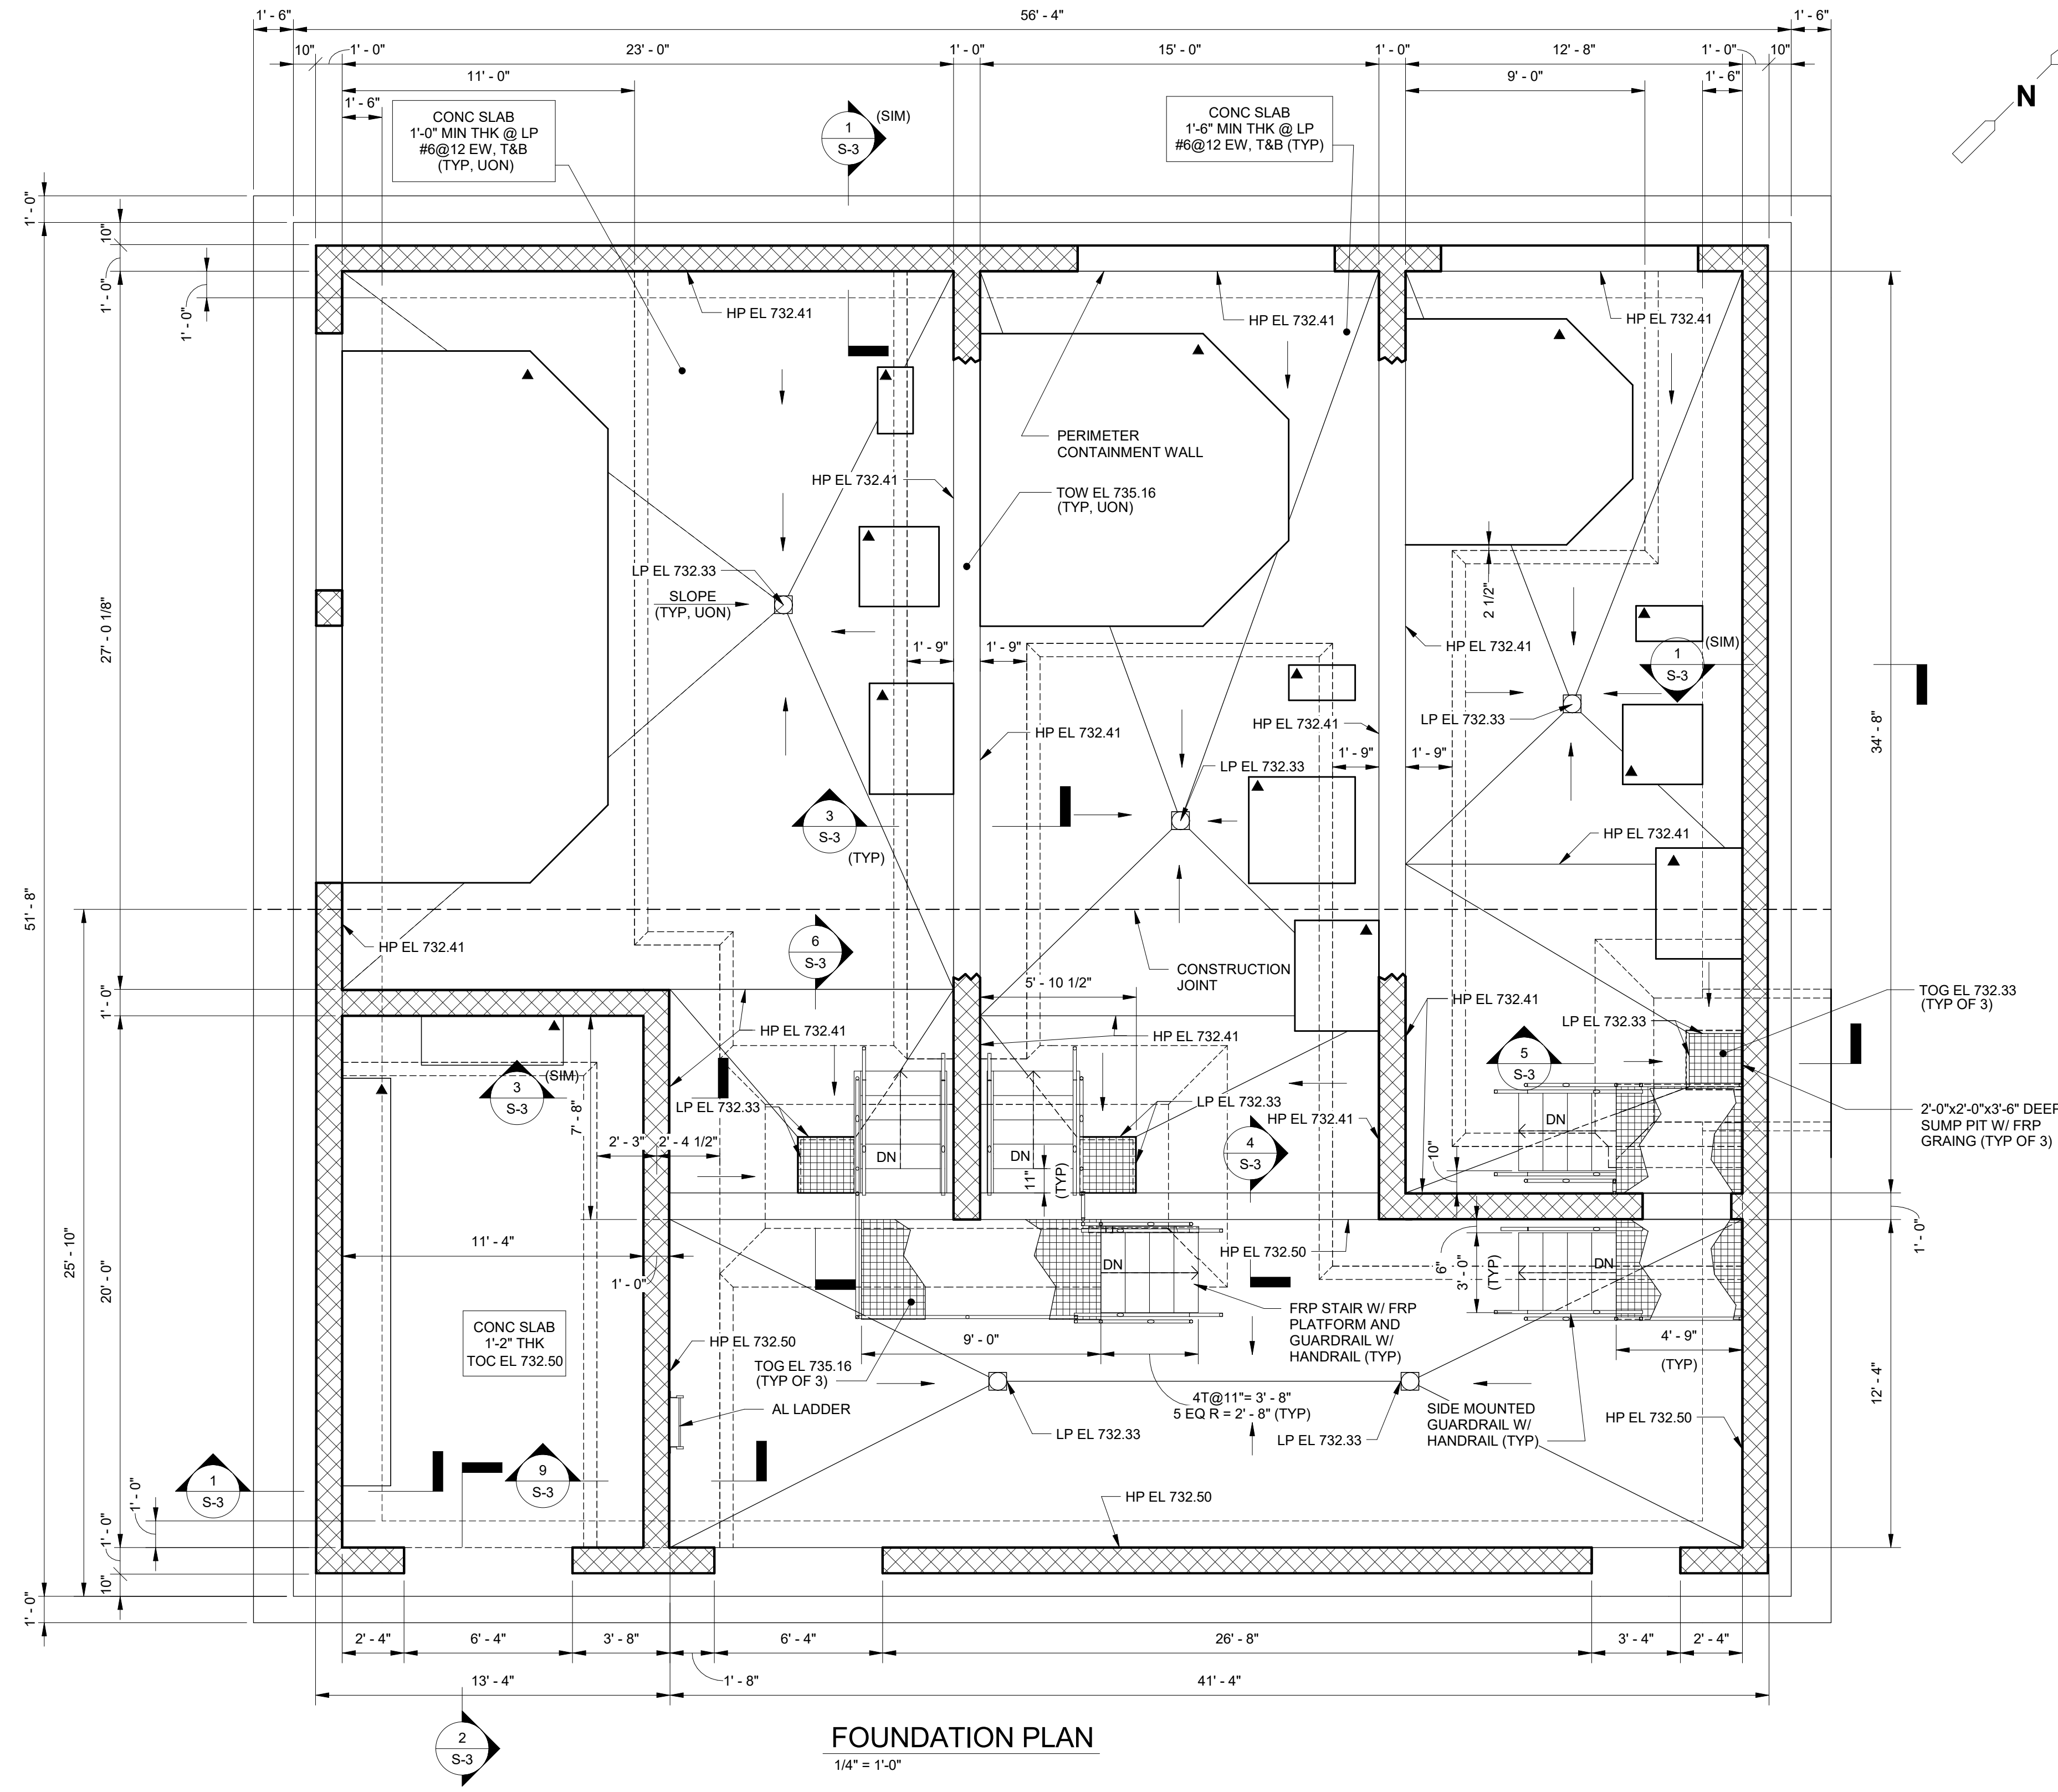 1' - 6"
56' - 4"
1' - 6"
10"
1' - 0"
23' - 0"
1' - 0"
15' - 0"
1' - 0"
12' - 8"
1' - 0"
10"
11' - 0"
9' - 0"
1' - 6"
1' - 6"
N
CONC SLAB
1'-0" MIN THK @ LP
#6@12 EW, T&B
(TYP, UON)
1
S-3
(SIM)
CONC SLAB
1'-6" MIN THK @ LP
#6@12 EW, T&B (TYP)
1' - 0"
10"
1' - 0"
1' - 0"
HP EL 732.41
HP EL 732.41
HP EL 732.41
PERIMETER
CONTAINMENT WALL
HP EL 732.41
TOW EL 735.16
(TYP, UON)
LP EL 732.33
SLOPE
(TYP, UON)
2 1/2"
27' - 0 1/8"
1' - 9"
1' - 9"
HP EL 732.41
1
S-3
(SIM)
HP EL 732.41
HP EL 732.41
LP EL 732.33
34' - 8"
1' - 9"
1' - 9"
LP EL 732.33
3
S-3
(TYP)
HP EL 732.41
51' - 8"
HP EL 732.41
6
S-3
CONSTRUCTION
JOINT
5' - 10 1/2"
1' - 0"
HP EL 732.41
HP EL 732.41
HP EL 732.41
LP EL 732.33
TOG EL 732.33
(TYP OF 3)
5
S-3
3
S-3
(SIM)
7' - 8"
LP EL 732.33
LP EL 732.33
HP EL 732.41
2'-0"x2'-0"x3'-6" DEEP
SUMP PIT W/ FRP
GRAING (TYP OF 3)
2' - 3"
2' - 4 1/2"
DN
DN
11"
(TYP)
4
S-3
DN
10"
25' - 10"
20' - 0"
11' - 4"
1' - 0"
HP EL 732.50
DN
6"
3' - 0"
(TYP)
DN
1' - 0"
CONC SLAB
1'-2" THK
TOC EL 732.50
HP EL 732.50
TOG EL 735.16
(TYP OF 3)
9' - 0"
FRP STAIR W/ FRP
PLATFORM AND
GUARDRAIL W/
HANDRAIL (TYP)
4' - 9"
(TYP)
12' - 4"
AL LADDER
4T@11"= 3' - 8"
5 EQ R = 2' - 8" (TYP)
LP EL 732.33
LP EL 732.33
SIDE MOUNTED
GUARDRAIL W/
HANDRAIL (TYP)
HP EL 732.50
1
S-3
9
S-3
HP EL 732.50
1' - 0"
1' - 0"
10"
1' - 0"
2' - 4"
6' - 4"
3' - 8"
6' - 4"
26' - 8"
3' - 4"
2' - 4"
13' - 4"
1' - 8"
41' - 4"
2
S-3
FOUNDATION PLAN
1/4" = 1'-0"